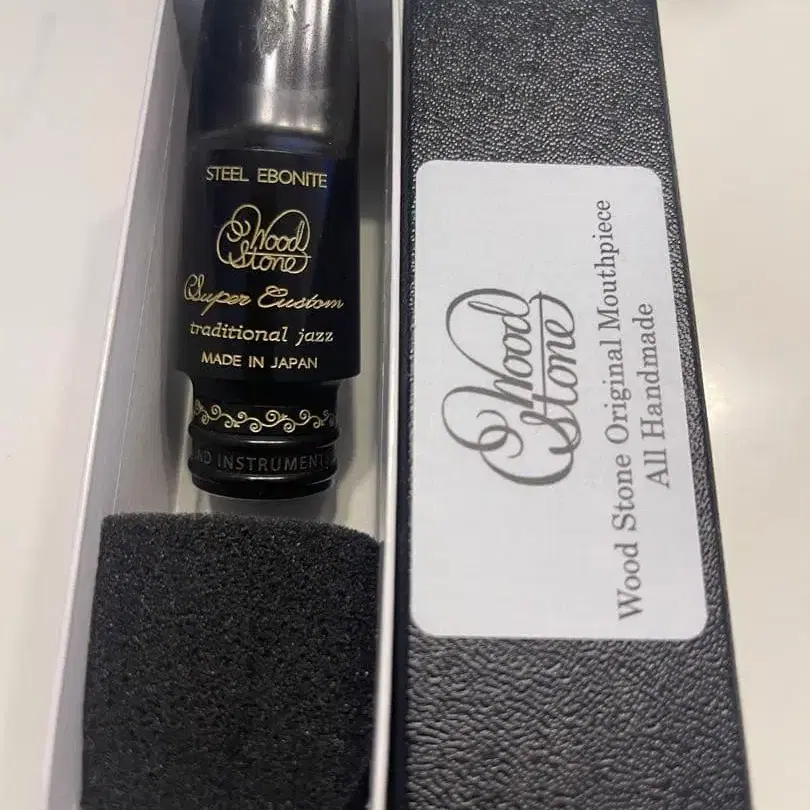 STEEL EBONITE
Wood
Stone
Super Custom
traditional jazz
MADE IN JAPAN
INSTRUMENT
Wood
Stone
Wood Stone Original Mouthpiece
All Handmade